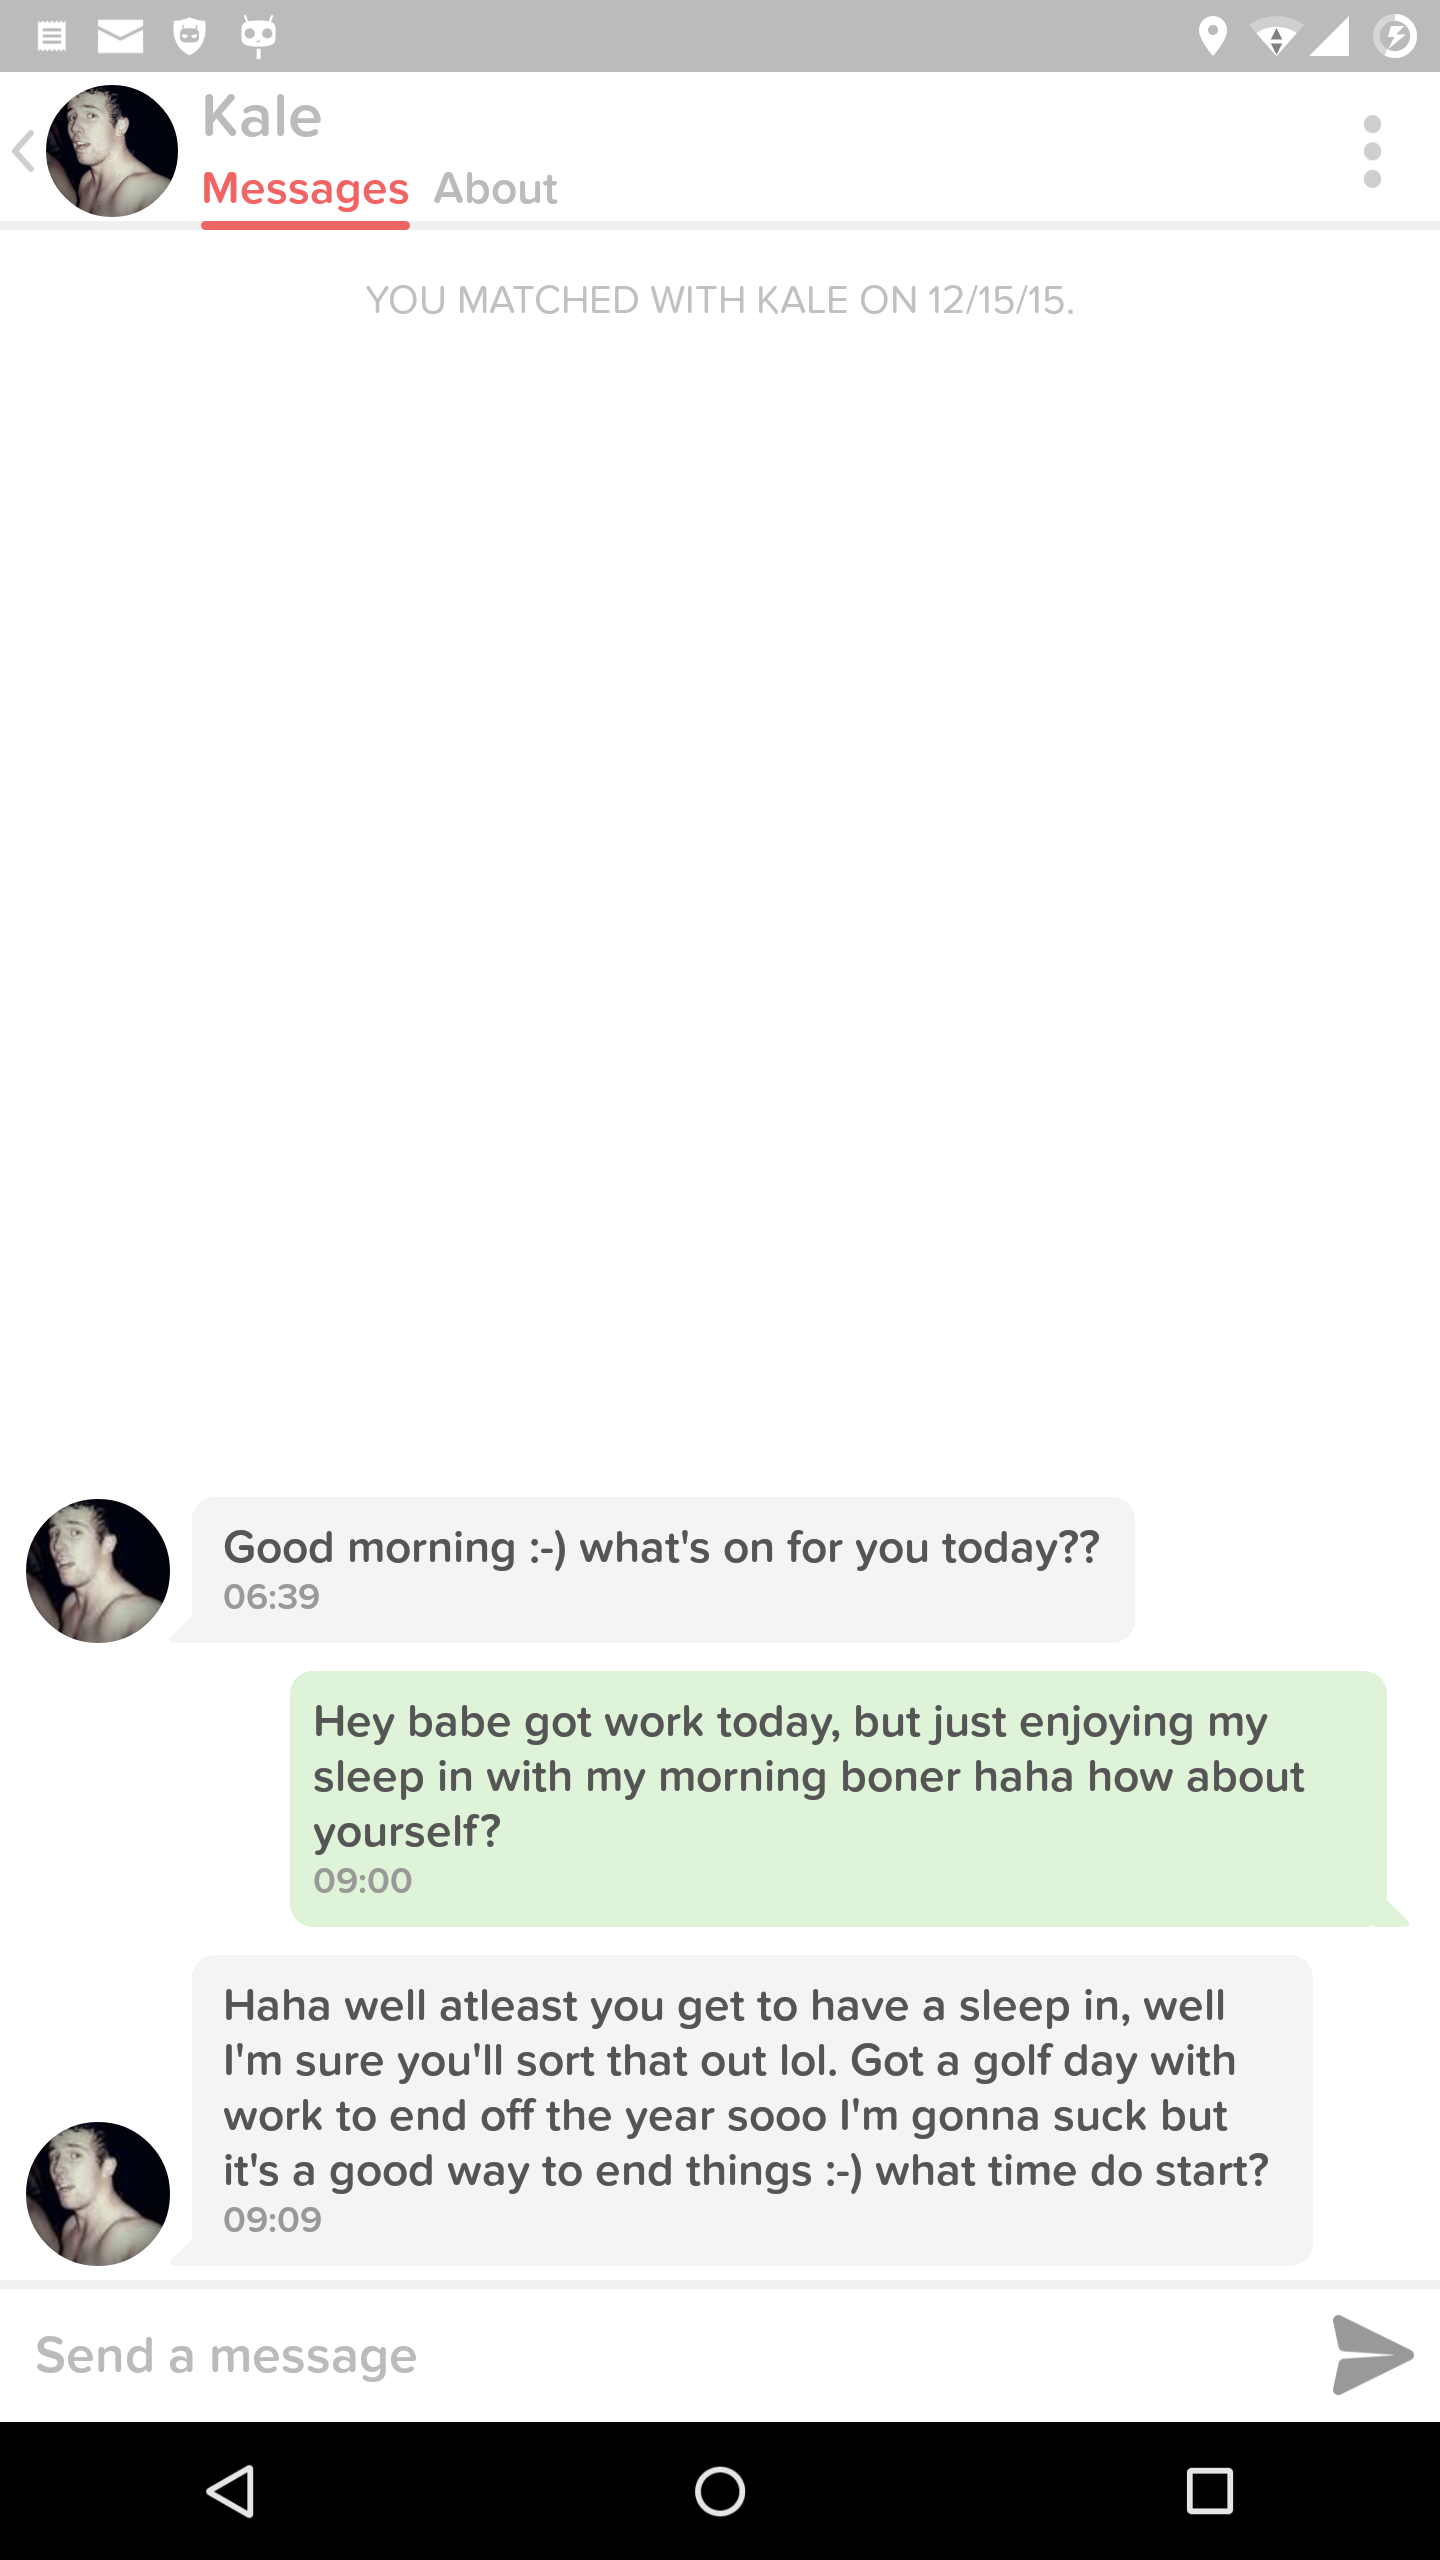 Kale
Messages About
YOU MATCHED WITH KALE ON 12/15/15.
Good morning :-) what's on for you today??
06:39
Hey babe got work today, but just enjoying my
sleep in with my morning boner haha how about
yourself?
09:00
Haha well atleast you get to have a sleep in, well
I'm sure you'll sort that out lol. Got a golf day with
work to end off the year sooo I'm gonna suck but
it's a good way to end things :-) what time do start?
09:09
Send a message